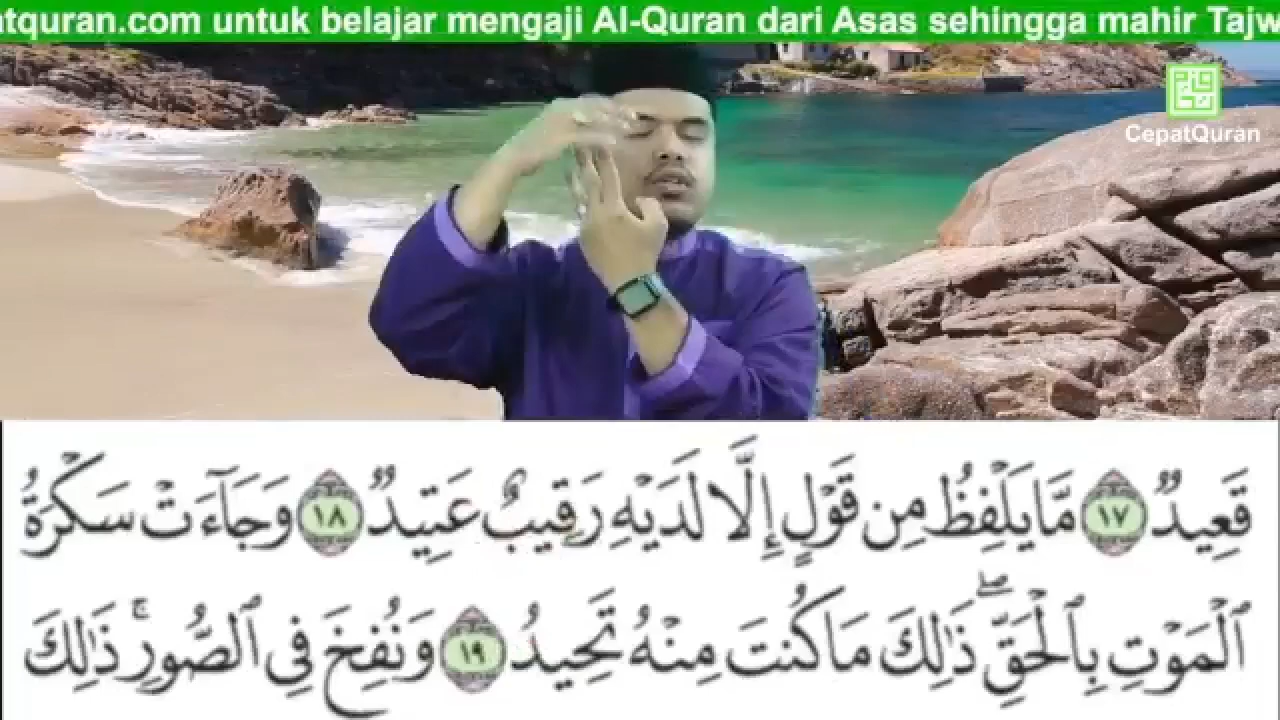 atquran.com untuk belajar mengaji Al-Quran dari Asas sehingga mahir Tajw
CepatQuran
قَعِيدٌ ١٧ مَّا يَلْفِظُ مِن قَوْلٍ إِلَّا لَدَيْهِ رَقِيبٌ عَتِيدٌ ١٨ وَجَآءَتْ سَكْرَةُ
ٱلْمَوْتِ بِٱلْحَقِّ ۖ ذَٰلِكَ مَا كُنتَ مِنْهُ تَحِيدُ ١٩ وَنُفِخَ فِى ٱلصُّورِ ۚ ذَٰلِكَ